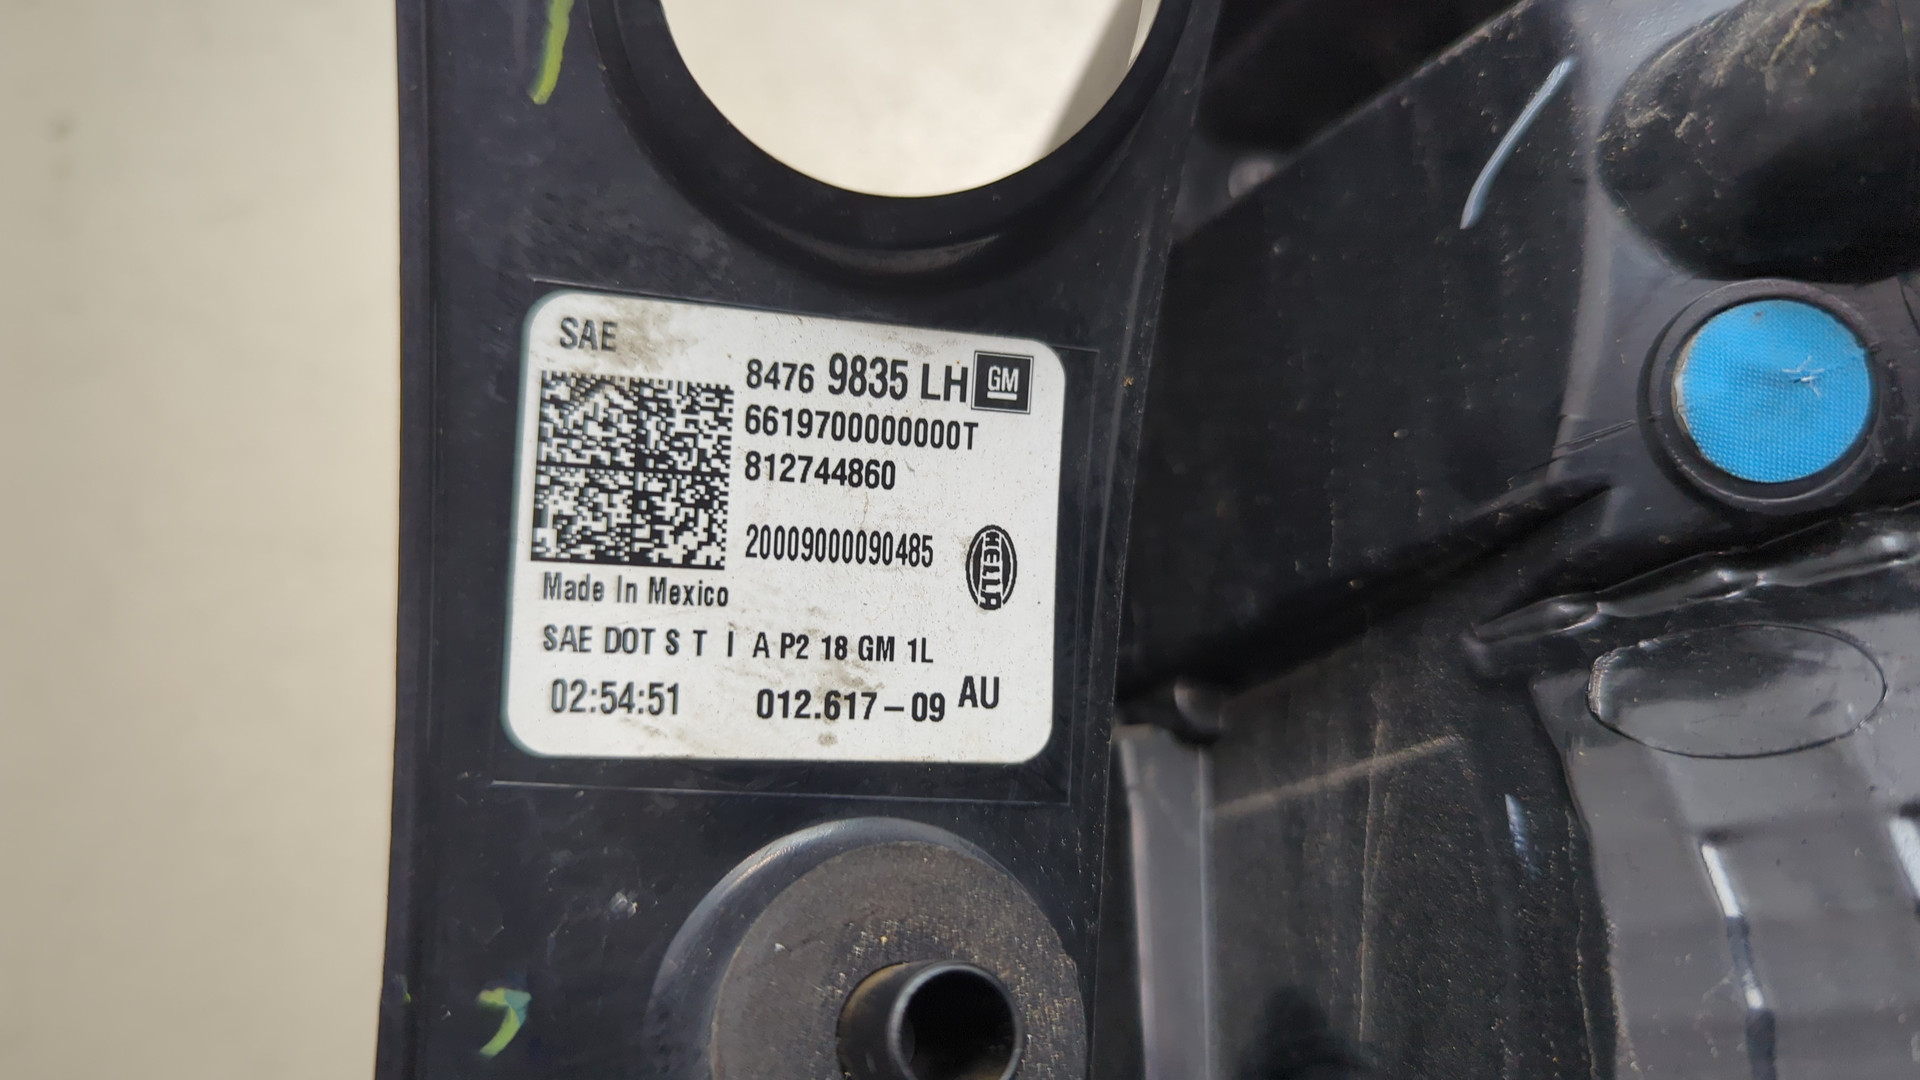 SAE
8476 9835 LH GM
6619700000000T
812744860
20009000090485 HELLA
Made In Mexico
SAE DOT S T I A P2 18 GM 1L
02:54:51 012.617-09 AU